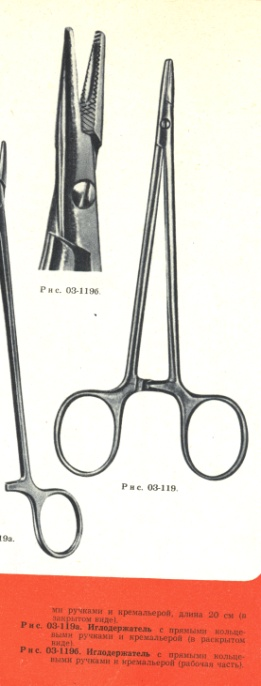 Рис. 03-119б.
Рис. 03-119.
19а.
ми ручками и кремальерой, длина 20 см (в
закрытом виде).
Рис. 03-119а. Иглодержатель с прямыми кольце-
выми ручками и кремальерой (в раскрытом
виде).
Рис. 03-119б. Иглодержатель с прямыми кольце-
выми ручками и кремальерой (рабочая часть).